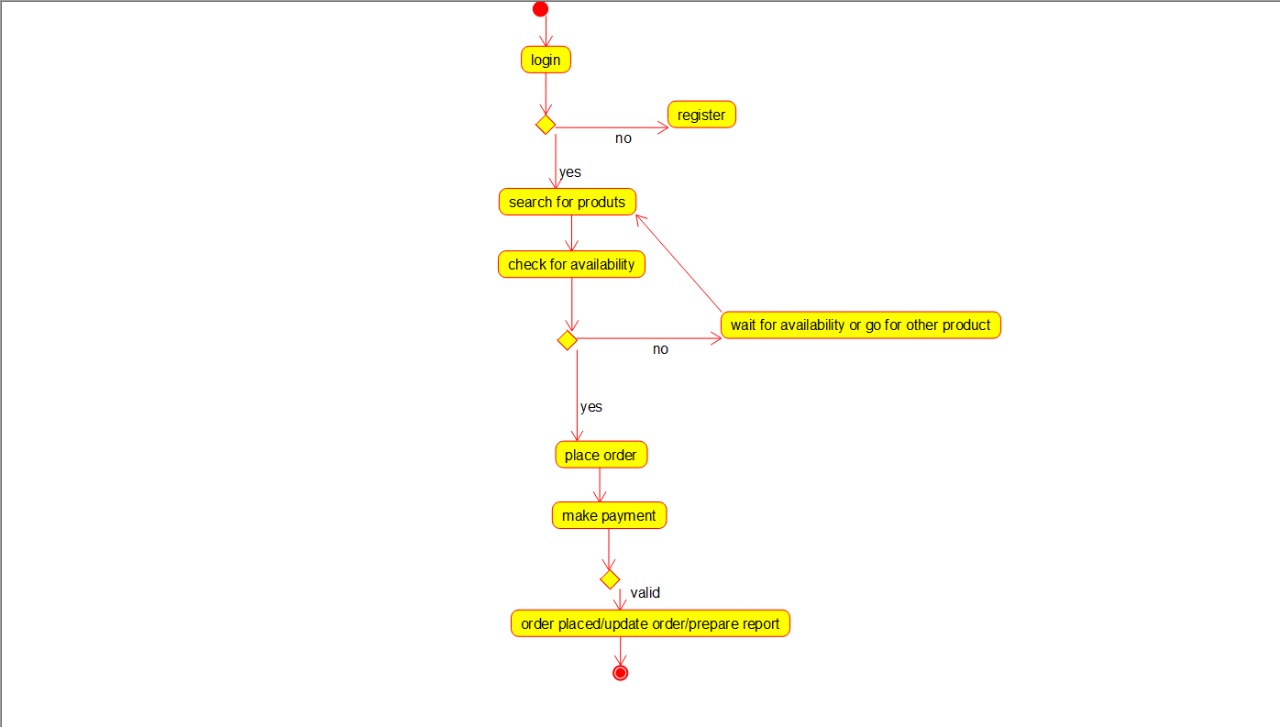 login
register
no
yes
search for produts
check for availability
wait for availability or go for other product
no
yes
place order
make payment
valid
order placed/update order/prepare report